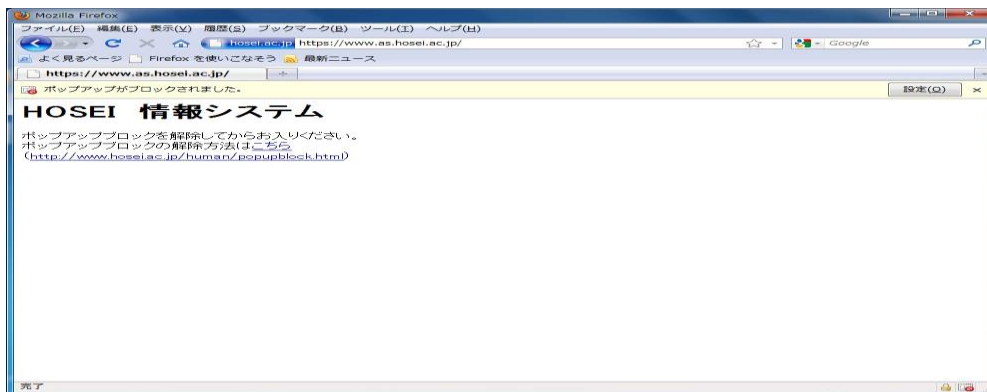 Mozilla Firefox
ファイル(E) 編集(E) 表示(V) 履歴(S) ブックマーク(B) ツール(T) ヘルプ(H)
hosei.ac.jp https://www.as.hosei.ac.jp/ Google
よく見るページ Firefox を使いこなそう 最新ニュース
https://www.as.hosei.ac.jp/
ポップアップがブロックされました。 設定(O) ×
HOSEI 情報システム
ポップアップブロックを解除してからお入りください。
ポップアップブロックの解除方法はこちら
(http://www.hosei.ac.jp/human/popupblock.html)
完了